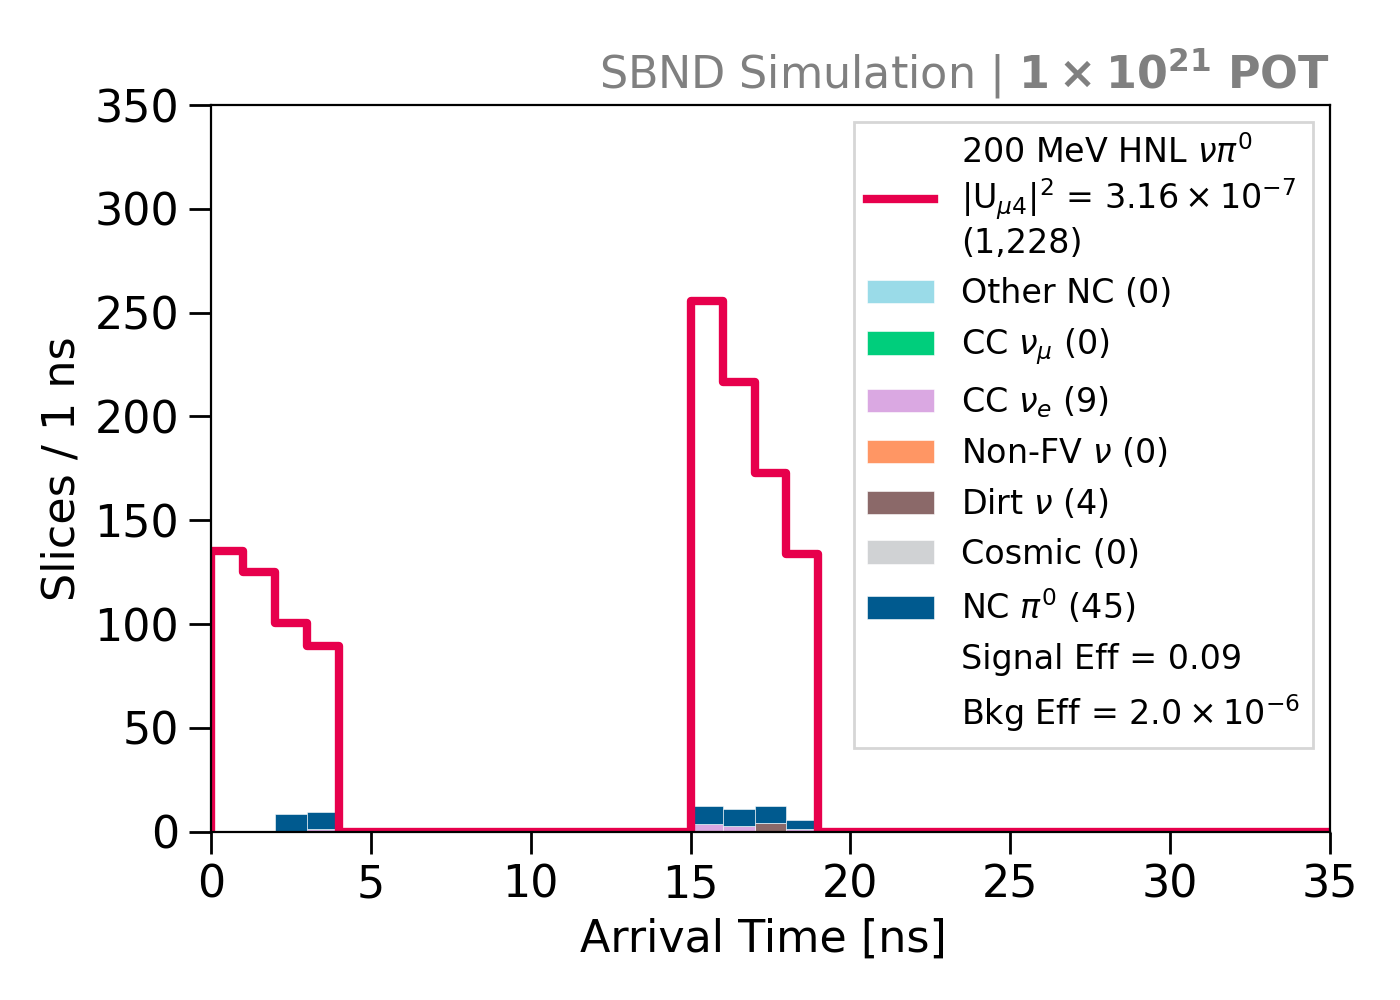 SBND Simulation | 1 × 10²¹ POT
350
300
250
200
150
100
50
0
Slices / 1 ns
200 MeV HNL νπ⁰
|U_μ4|² = 3.16 × 10⁻⁷
(1,228)
Other NC (0)
CC ν_μ (0)
CC ν_e (9)
Non-FV ν (0)
Dirt ν (4)
Cosmic (0)
NC π⁰ (45)
Signal Eff = 0.09
Bkg Eff = 2.0 × 10⁻⁶
0 5 10 15 20 25 30 35
Arrival Time [ns]